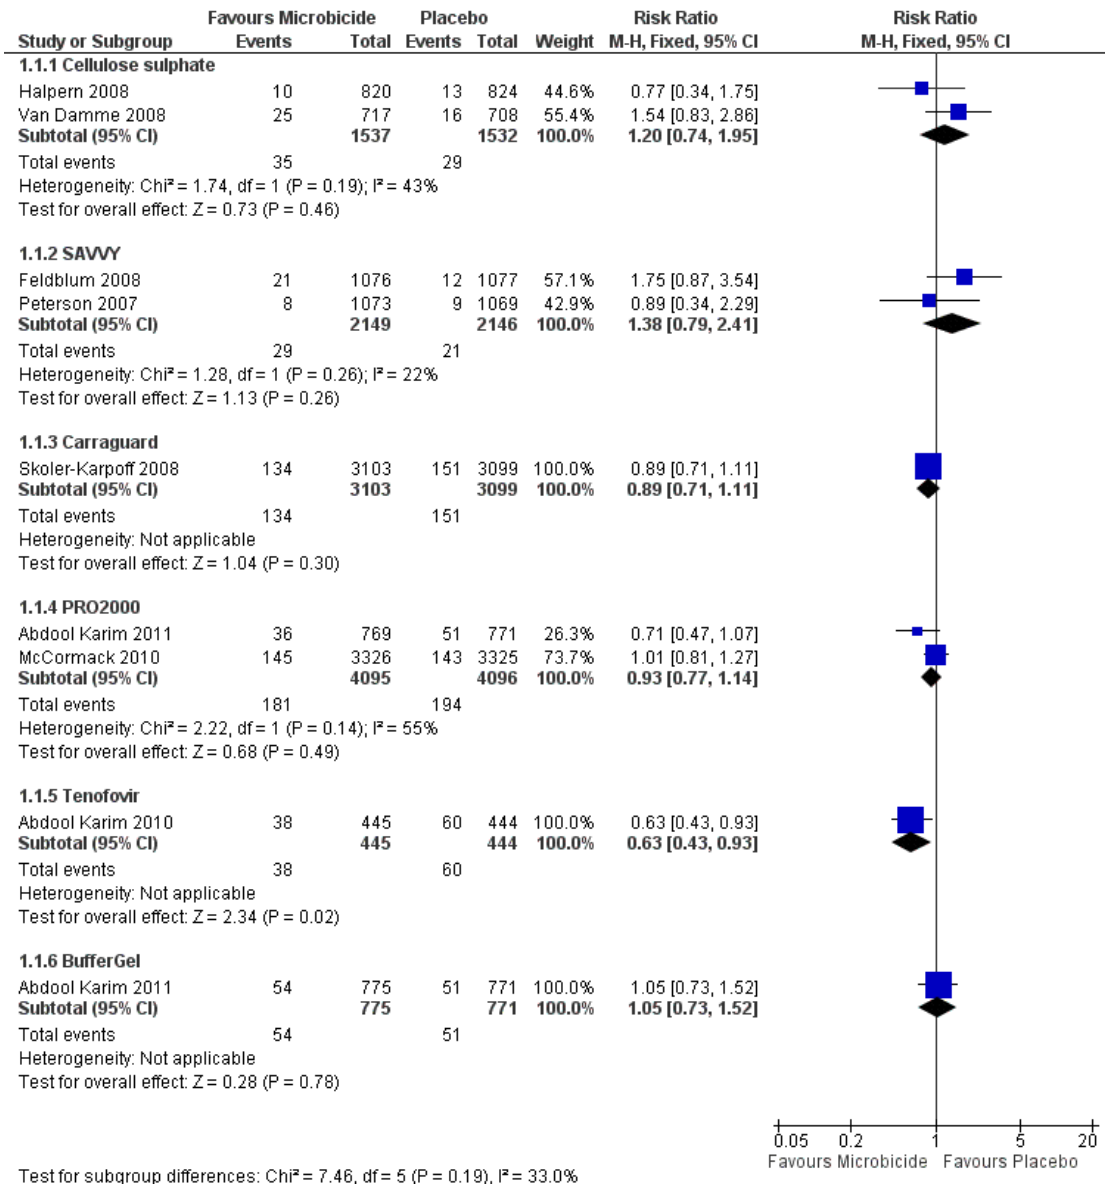 Favours Microbicide Placebo Risk Ratio Risk Ratio
Study or Subgroup Events Total Events Total Weight M-H, Fixed, 95% CI M-H, Fixed, 95% CI
1.1.1 Cellulose sulphate
Halpern 2008 10 820 13 824 44.6% 0.77 [0.34, 1.75]
Van Damme 2008 25 717 16 708 55.4% 1.54 [0.83, 2.86]
Subtotal (95% CI) 1537 1532 100.0% 1.20 [0.74, 1.95]
Total events 35 29
Heterogeneity: Chi² = 1.74, df = 1 (P = 0.19); I² = 43%
Test for overall effect: Z = 0.73 (P = 0.46)
1.1.2 SAVVY
Feldblum 2008 21 1076 12 1077 57.1% 1.75 [0.87, 3.54]
Peterson 2007 8 1073 9 1069 42.9% 0.89 [0.34, 2.29]
Subtotal (95% CI) 2149 2146 100.0% 1.38 [0.79, 2.41]
Total events 29 21
Heterogeneity: Chi² = 1.28, df = 1 (P = 0.26); I² = 22%
Test for overall effect: Z = 1.13 (P = 0.26)
1.1.3 Carraguard
Skoler-Karpoff 2008 134 3103 151 3099 100.0% 0.89 [0.71, 1.11]
Subtotal (95% CI) 3103 3099 100.0% 0.89 [0.71, 1.11]
Total events 134 151
Heterogeneity: Not applicable
Test for overall effect: Z = 1.04 (P = 0.30)
1.1.4 PRO2000
Abdool Karim 2011 36 769 51 771 26.3% 0.71 [0.47, 1.07]
McCormack 2010 145 3326 143 3325 73.7% 1.01 [0.81, 1.27]
Subtotal (95% CI) 4095 4096 100.0% 0.93 [0.77, 1.14]
Total events 181 194
Heterogeneity: Chi² = 2.22, df = 1 (P = 0.14); I² = 55%
Test for overall effect: Z = 0.68 (P = 0.49)
1.1.5 Tenofovir
Abdool Karim 2010 38 445 60 444 100.0% 0.63 [0.43, 0.93]
Subtotal (95% CI) 445 444 100.0% 0.63 [0.43, 0.93]
Total events 38 60
Heterogeneity: Not applicable
Test for overall effect: Z = 2.34 (P = 0.02)
1.1.6 BufferGel
Abdool Karim 2011 54 775 51 771 100.0% 1.05 [0.73, 1.52]
Subtotal (95% CI) 775 771 100.0% 1.05 [0.73, 1.52]
Total events 54 51
Heterogeneity: Not applicable
Test for overall effect: Z = 0.28 (P = 0.78)
0.05 0.2 1 5 20
Favours Microbicide Favours Placebo
Test for subgroup differences: Chi² = 7.46, df = 5 (P = 0.19), I² = 33.0%